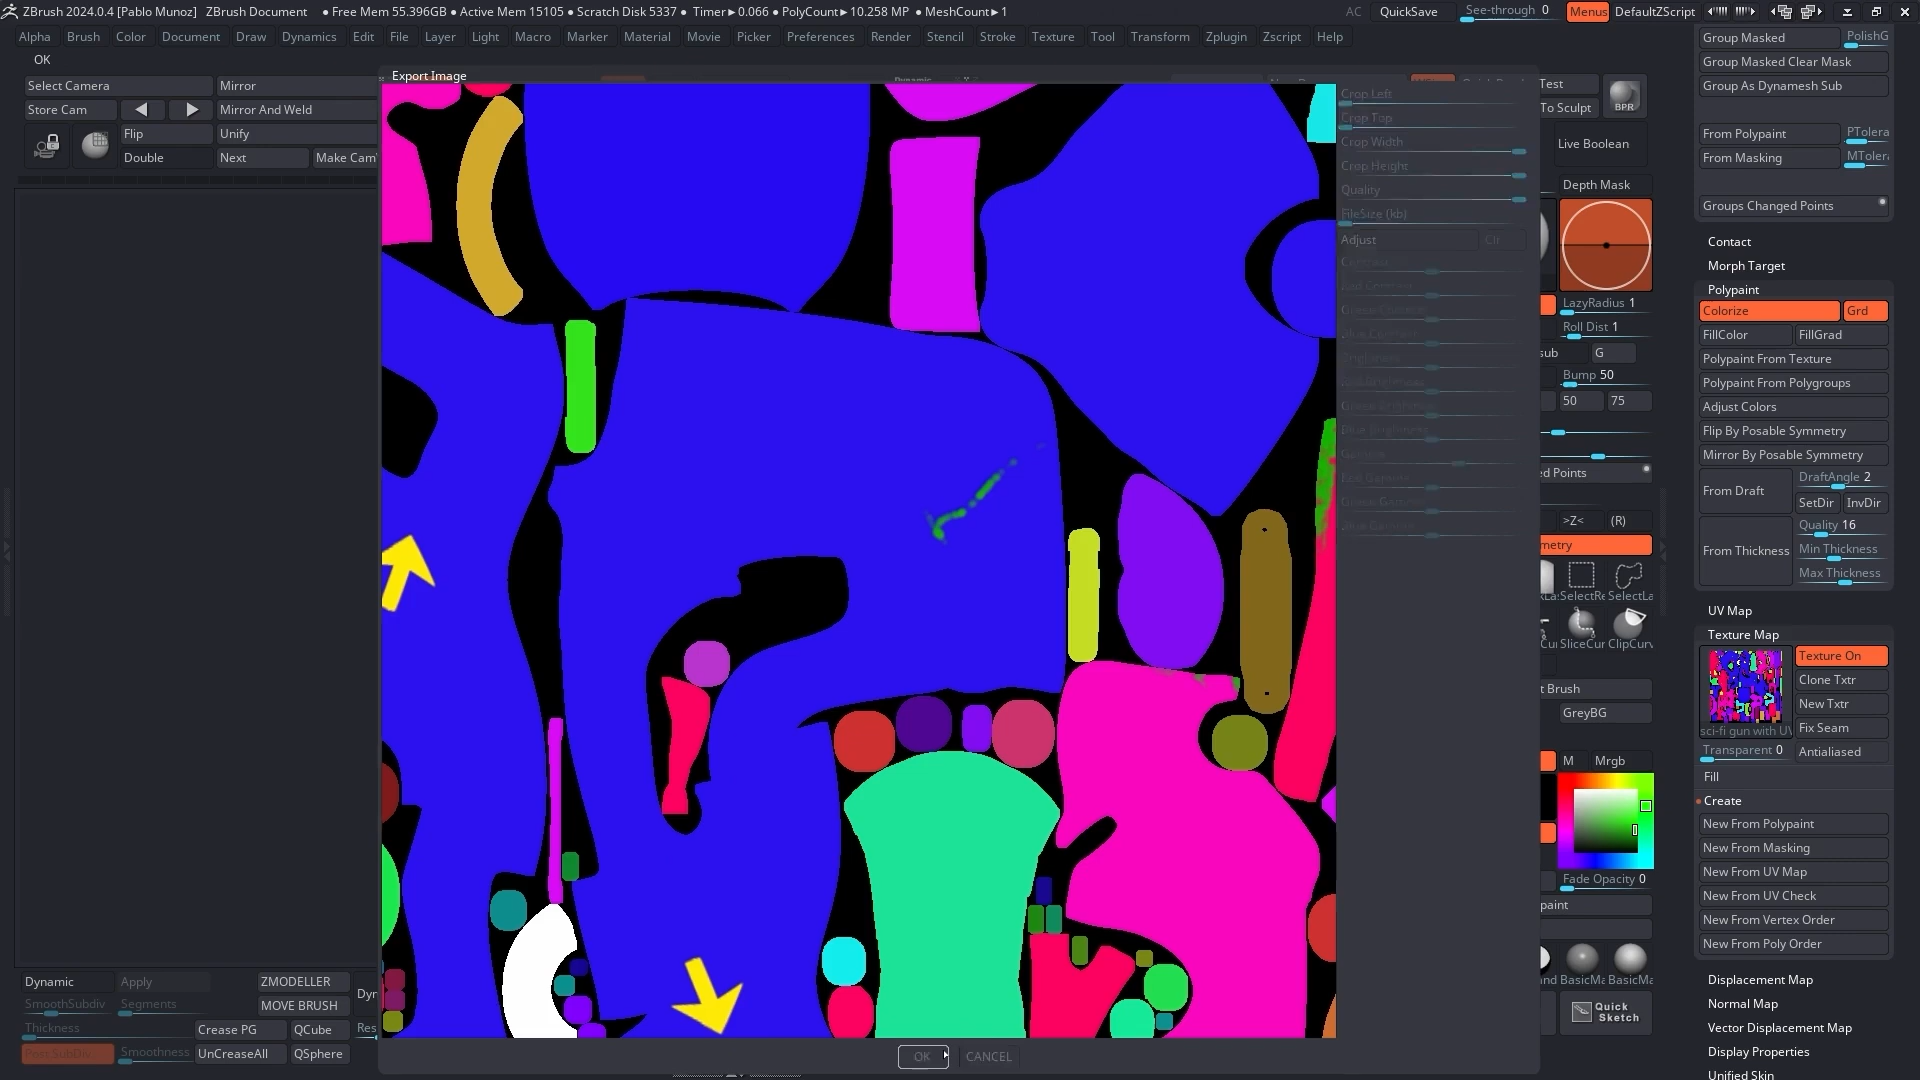 ZBrush 2024.0.4 [Pablo Munoz] ZBrush Document ● Free Mem 55.396GB ● Active Mem 15105 ● Scratch Disk 5337 ● Timer►0.066 ● PolyCount►10.258 MP ● MeshCount►1 AC QuickSave See-through 0 Menus DefaultZScript
Alpha Brush Color Document Draw Dynamics Edit File Layer Light Macro Marker Material Movie Picker Preferences Render Stencil Stroke Texture Tool Transform Zplugin Zscript Help
OK
Export Image
Select Camera Mirror
Store Cam Mirror And Weld
Flip Unify
Double Next Make Cam
Crop Left
Crop Top
Crop Width
Crop Height
Quality
FileSize (kb)
Adjust Clr
Test
To Sculpt BPR
Live Boolean
Depth Mask
LazyRadius 1
Roll Dist 1
sub G
Bump 50
50 75
ed Points
>Z< (R)
metry
SelectRe SelectLa
SliceCur ClipCurv
t Brush
GreyBG
M Mrgb
Fade Opacity 0
paint
BasicMa BasicMa
Quick Sketch
Group Masked PolishG
Group Masked Clear Mask
Group As Dynamesh Sub
From Polypaint PTolera
From Masking MTolera
Groups Changed Points
Contact
Morph Target
Polypaint
Colorize Grd
FillColor FillGrad
Polypaint From Texture
Polypaint From Polygroups
Adjust Colors
Flip By Posable Symmetry
Mirror By Posable Symmetry
From Draft DraftAngle 2
SetDir InvDir
Quality 16
From Thickness Min Thickness
Max Thickness
UV Map
Texture Map
Texture On
Clone Txtr
New Txtr
sci-fi gun with UV Fix Seam
Transparent 0 Antialiased
Fill
Create
New From Polypaint
New From Masking
New From UV Map
New From UV Check
New From Vertex Order
New From Poly Order
Displacement Map
Normal Map
Vector Displacement Map
Display Properties
Unified Skin
Dynamic Apply ZMODELLER
SmoothSubdiv Segments MOVE BRUSH Dyn
Thickness Crease PG QCube Res
Smoothness UnCreaseAll QSphere
OK CANCEL